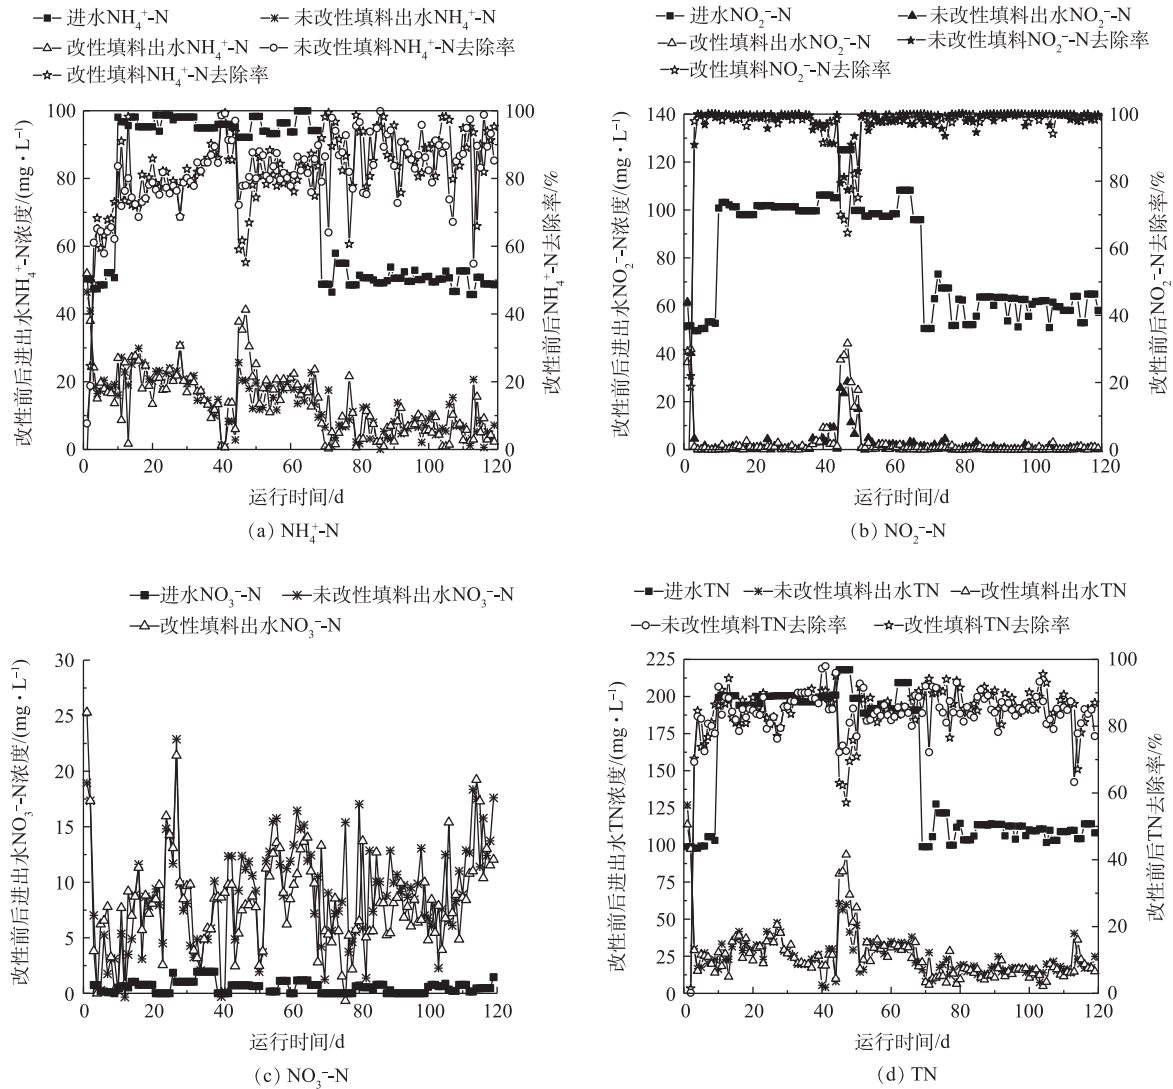 进水NH₄⁺-N 未改性填料出水NH₄⁺-N
改性填料出水NH₄⁺-N 未改性填料NH₄⁺-N去除率
改性填料NH₄⁺-N去除率
改性前后进出水NH₄⁺-N浓度/(mg·L⁻¹)
100
80
60
40
20
0
改性前后NH₄⁺-N去除率/%
100
80
60
40
20
0
0 20 40 60 80 100 120
运行时间/d
(a) NH₄⁺-N
进水NO₂⁻-N 未改性填料出水NO₂⁻-N
改性填料出水NO₂⁻-N 未改性填料NO₂⁻-N去除率
改性填料NO₂⁻-N去除率
改性前后进出水NO₂⁻-N浓度/(mg·L⁻¹)
140
120
100
80
60
40
20
0
改性前后NO₂⁻-N去除率/%
100
80
60
40
20
0
0 20 40 60 80 100 120
运行时间/d
(b) NO₂⁻-N
进水NO₃⁻-N 未改性填料出水NO₃⁻-N
改性填料出水NO₃⁻-N
改性前后进出水NO₃⁻-N浓度/(mg·L⁻¹)
30
25
20
15
10
5
0
0 20 40 60 80 100 120
运行时间/d
(c) NO₃⁻-N
进水TN 未改性填料出水TN 改性填料出水TN
未改性填料TN去除率 改性填料TN去除率
改性前后进出水TN浓度/(mg·L⁻¹)
225
200
175
150
125
100
75
50
25
0
改性前后TN去除率/%
100
80
60
40
20
0
0 20 40 60 80 100 120
运行时间/d
(d) TN